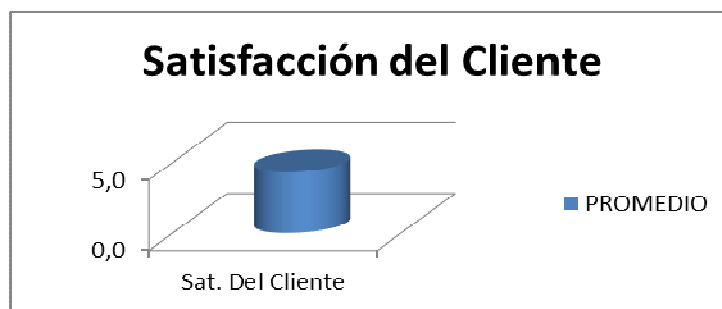 Satisfacción del Cliente
5,0
0,0
Sat. Del Cliente
PROMEDIO